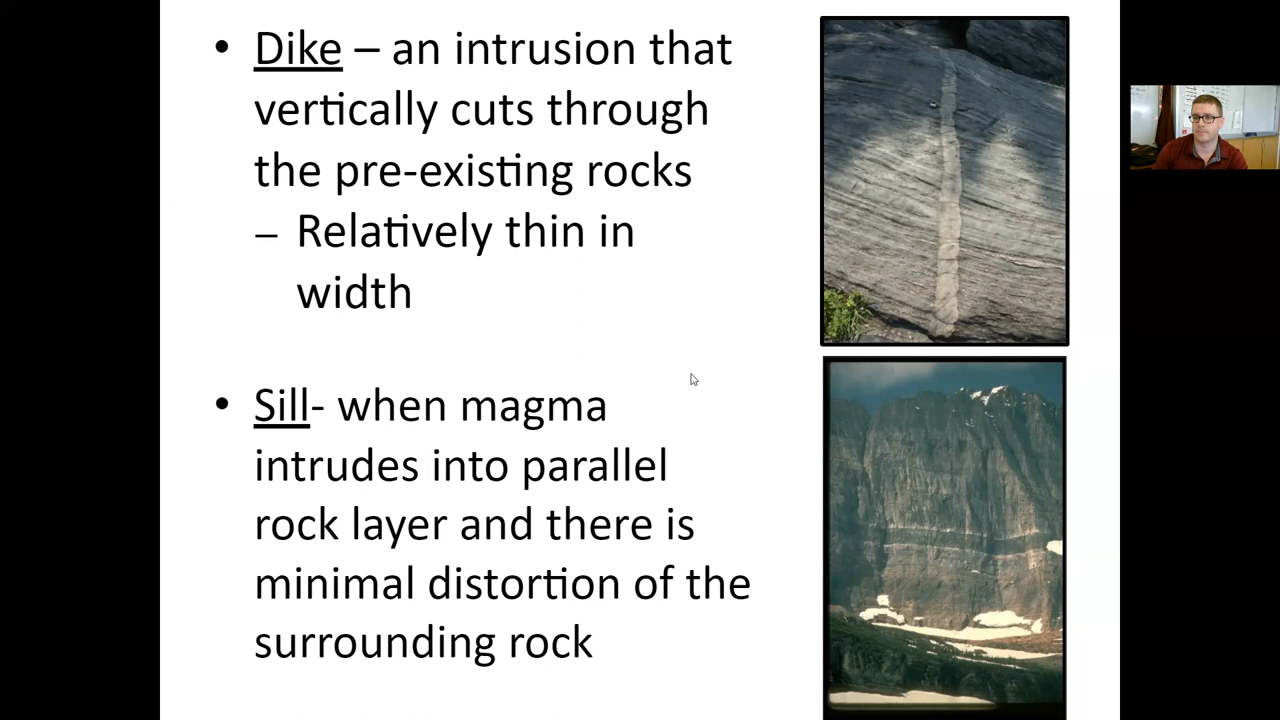 • Dike – an intrusion that
vertically cuts through
the pre-existing rocks
– Relatively thin in
width
• Sill- when magma
intrudes into parallel
rock layer and there is
minimal distortion of the
surrounding rock